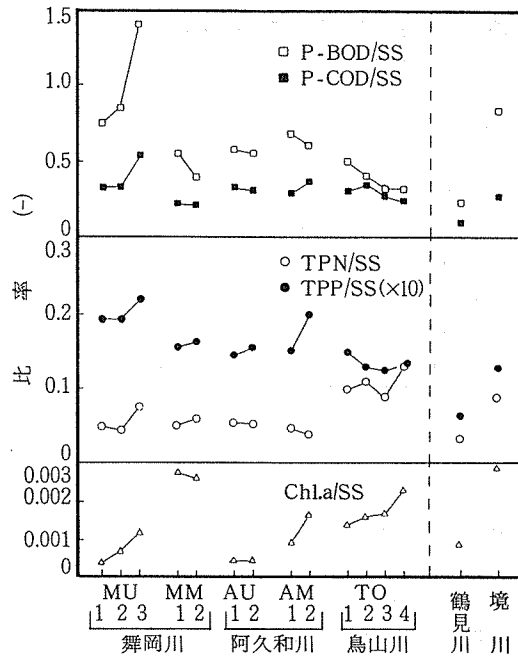 1.5
□ P-BOD/SS
■ P-COD/SS
1.0
0.5
0
(-)
0.3
○ TPN/SS
● TPP/SS(×10)
0.2
0.1
0
比率
0.003
Chl.a/SS
0.002
0.001
0
MU MM AU AM TO
1 2 3 1 2 1 2 1 2 1 2 3 4
舞岡川 阿久和川 鳥山川
鶴見川
境川